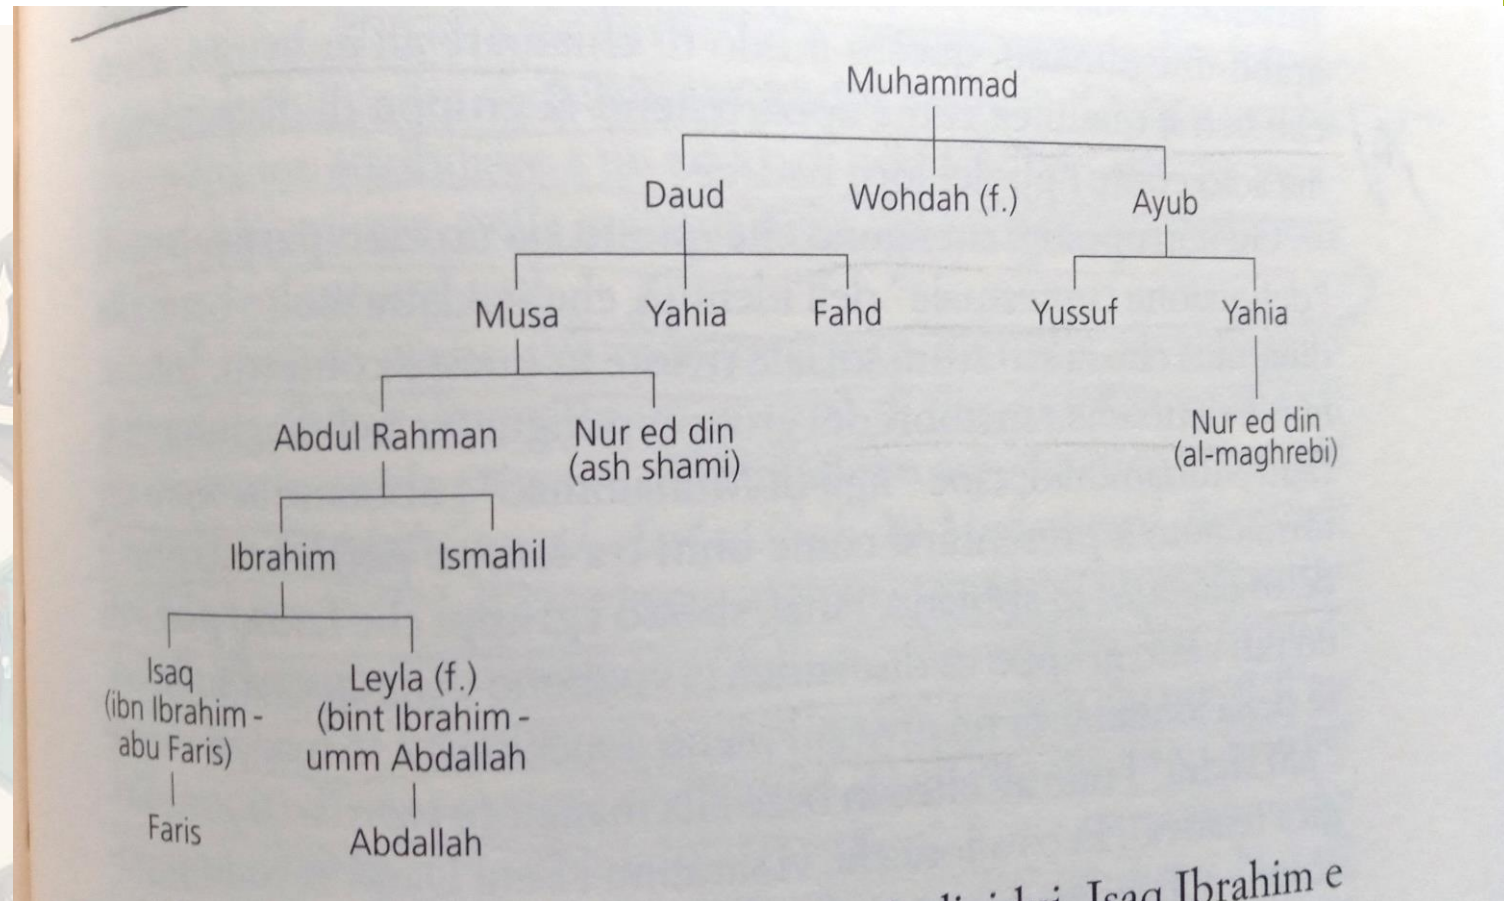 Muhammad
Daud Wohdah (f.) Ayub
Musa Yahia Fahd Yussuf Yahia
Abdul Rahman Nur ed din (ash shami) Nur ed din (al-maghrebi)
Ibrahim Ismahil
Isaq
(ibn Ibrahim -
abu Faris)
Leyla (f.)
(bint Ibrahim -
umm Abdallah
Faris Abdallah
Isaq Ibrahim e